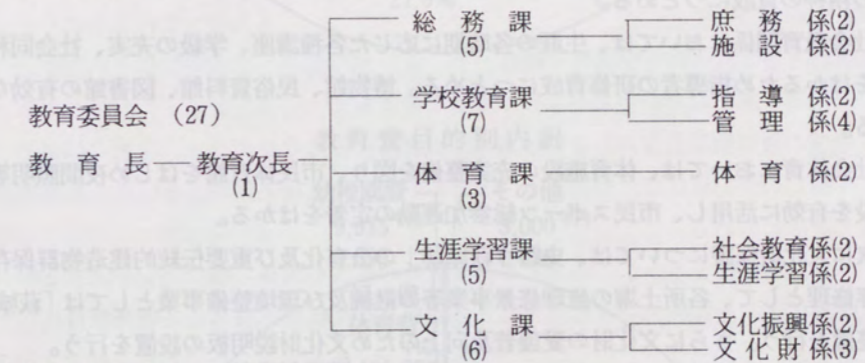 総務課 庶務係(2)
(5) 施設係(2)
学校教育課 指導係(2)
教育委員会 (27) (7) 管理係(4)
教育長 教育次長 体育課 体育係(2)
(1) (3)
生涯学習課 社会教育係(2)
(5) 生涯学習係(2)
文化課 文化振興係(2)
(6) 文化財係(3)